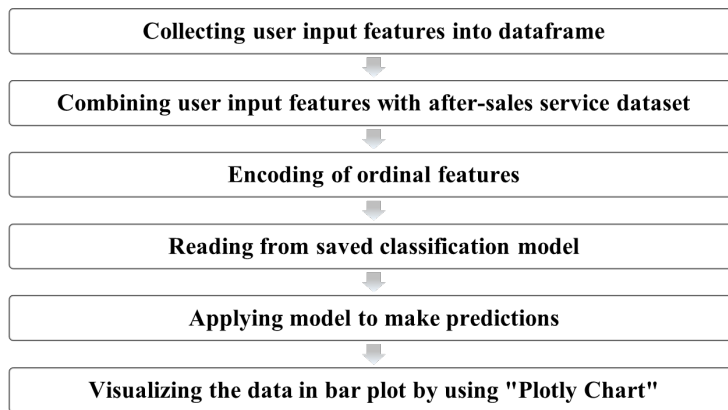 Collecting user input features into dataframe
Combining user input features with after-sales service dataset
Encoding of ordinal features
Reading from saved classification model
Applying model to make predictions
Visualizing the data in bar plot by using "Plotly Chart"